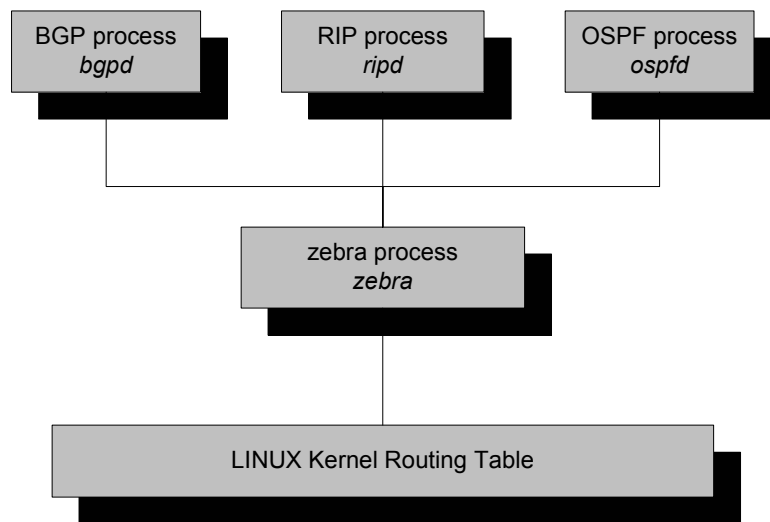 BGP process
bgpd
RIP process
ripd
OSPF process
ospfd
zebra process
zebra
LINUX Kernel Routing Table